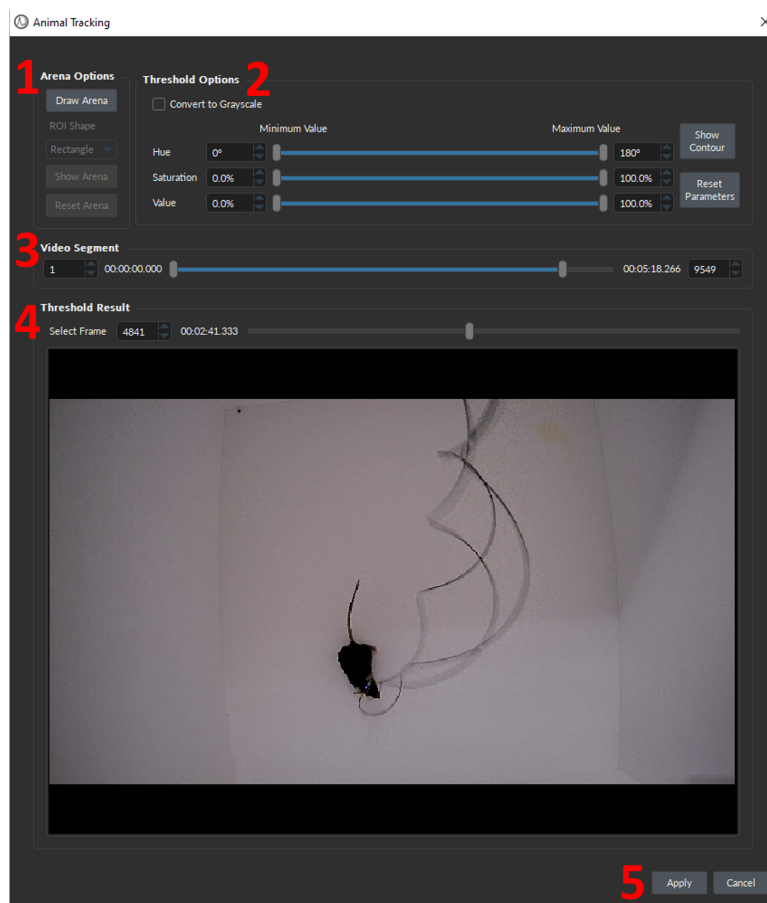 Animal Tracking
1
Arena Options
Draw Arena
ROI Shape
Rectangle
Show Arena
Reset Arena
2
Threshold Options
Convert to Grayscale
Minimum Value Maximum Value
Hue 0° 180°
Saturation 0.0% 100.0%
Value 0.0% 100.0%
Show
Contour
Reset
Parameters
3
Video Segment
1 00:00:00.000 00:05:18.266 9549
4
Threshold Result
Select Frame 4841 00:02:41.333
5
Apply Cancel